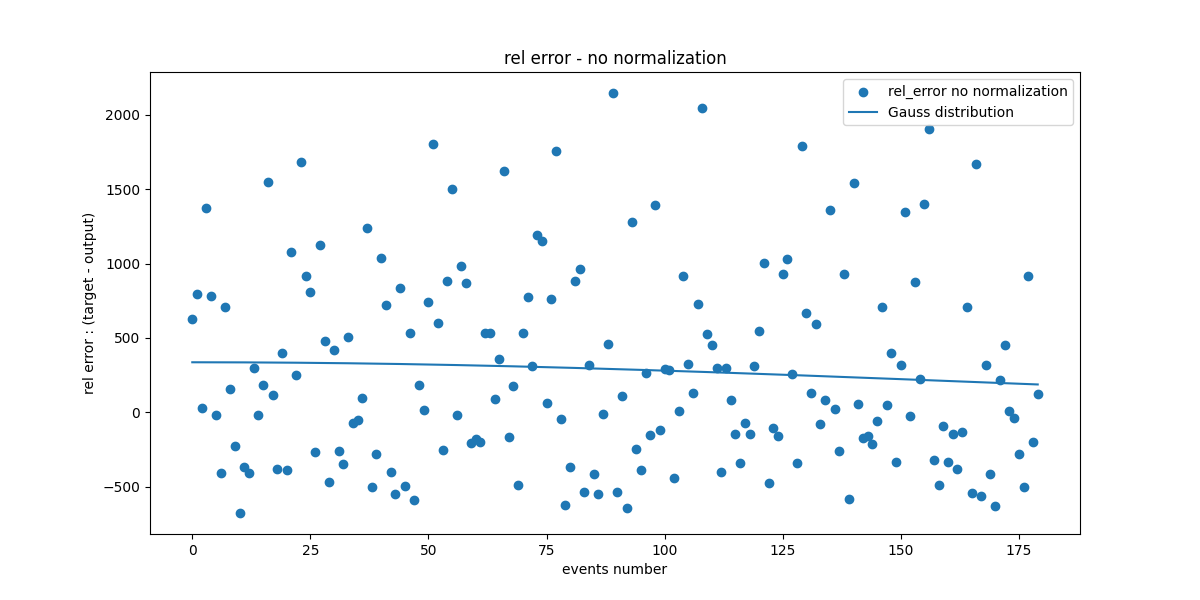 rel error - no normalization
rel_error no normalization
Gauss distribution
2000
1500
1000
500
0
−500
rel error : (target - output)
0 25 50 75 100 125 150 175
events number